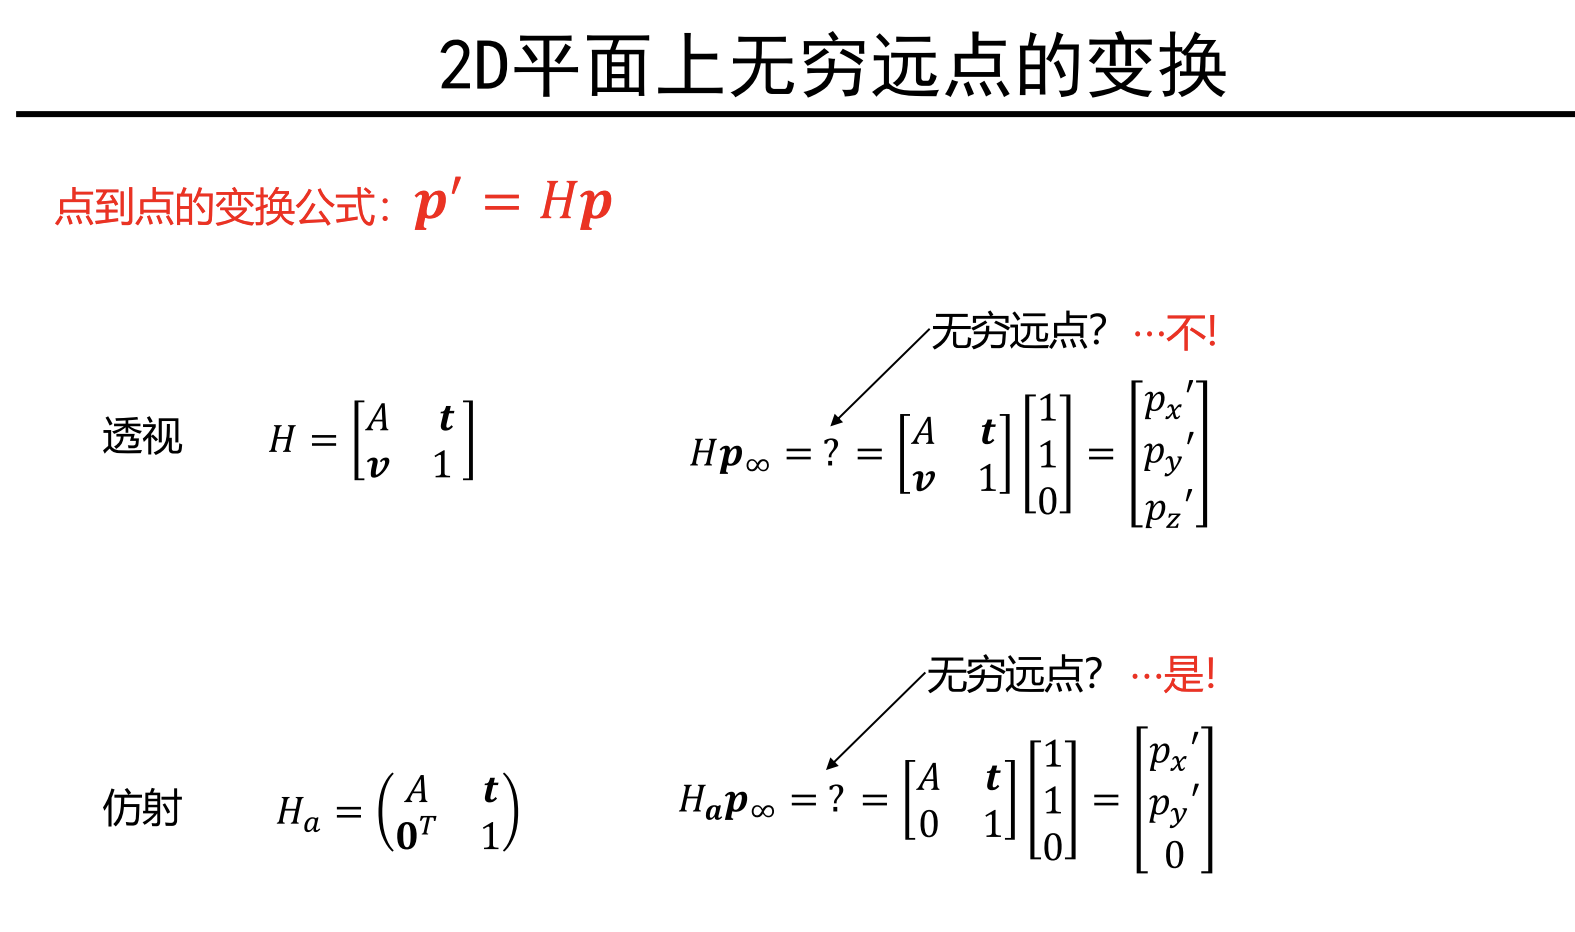 2D平面上无穷远点的变换
点到点的变换公式: p′ = Hp
无穷远点? …不!
透视 H = [A t; v 1] Hp∞ = ? = [A t; v 1] [1; 1; 0] = [px′; py′; pz′]
无穷远点? …是!
仿射 Ha = (A t; 0ᵀ 1) Hap∞ = ? = [A t; 0 1] [1; 1; 0] = [px′; py′; 0]